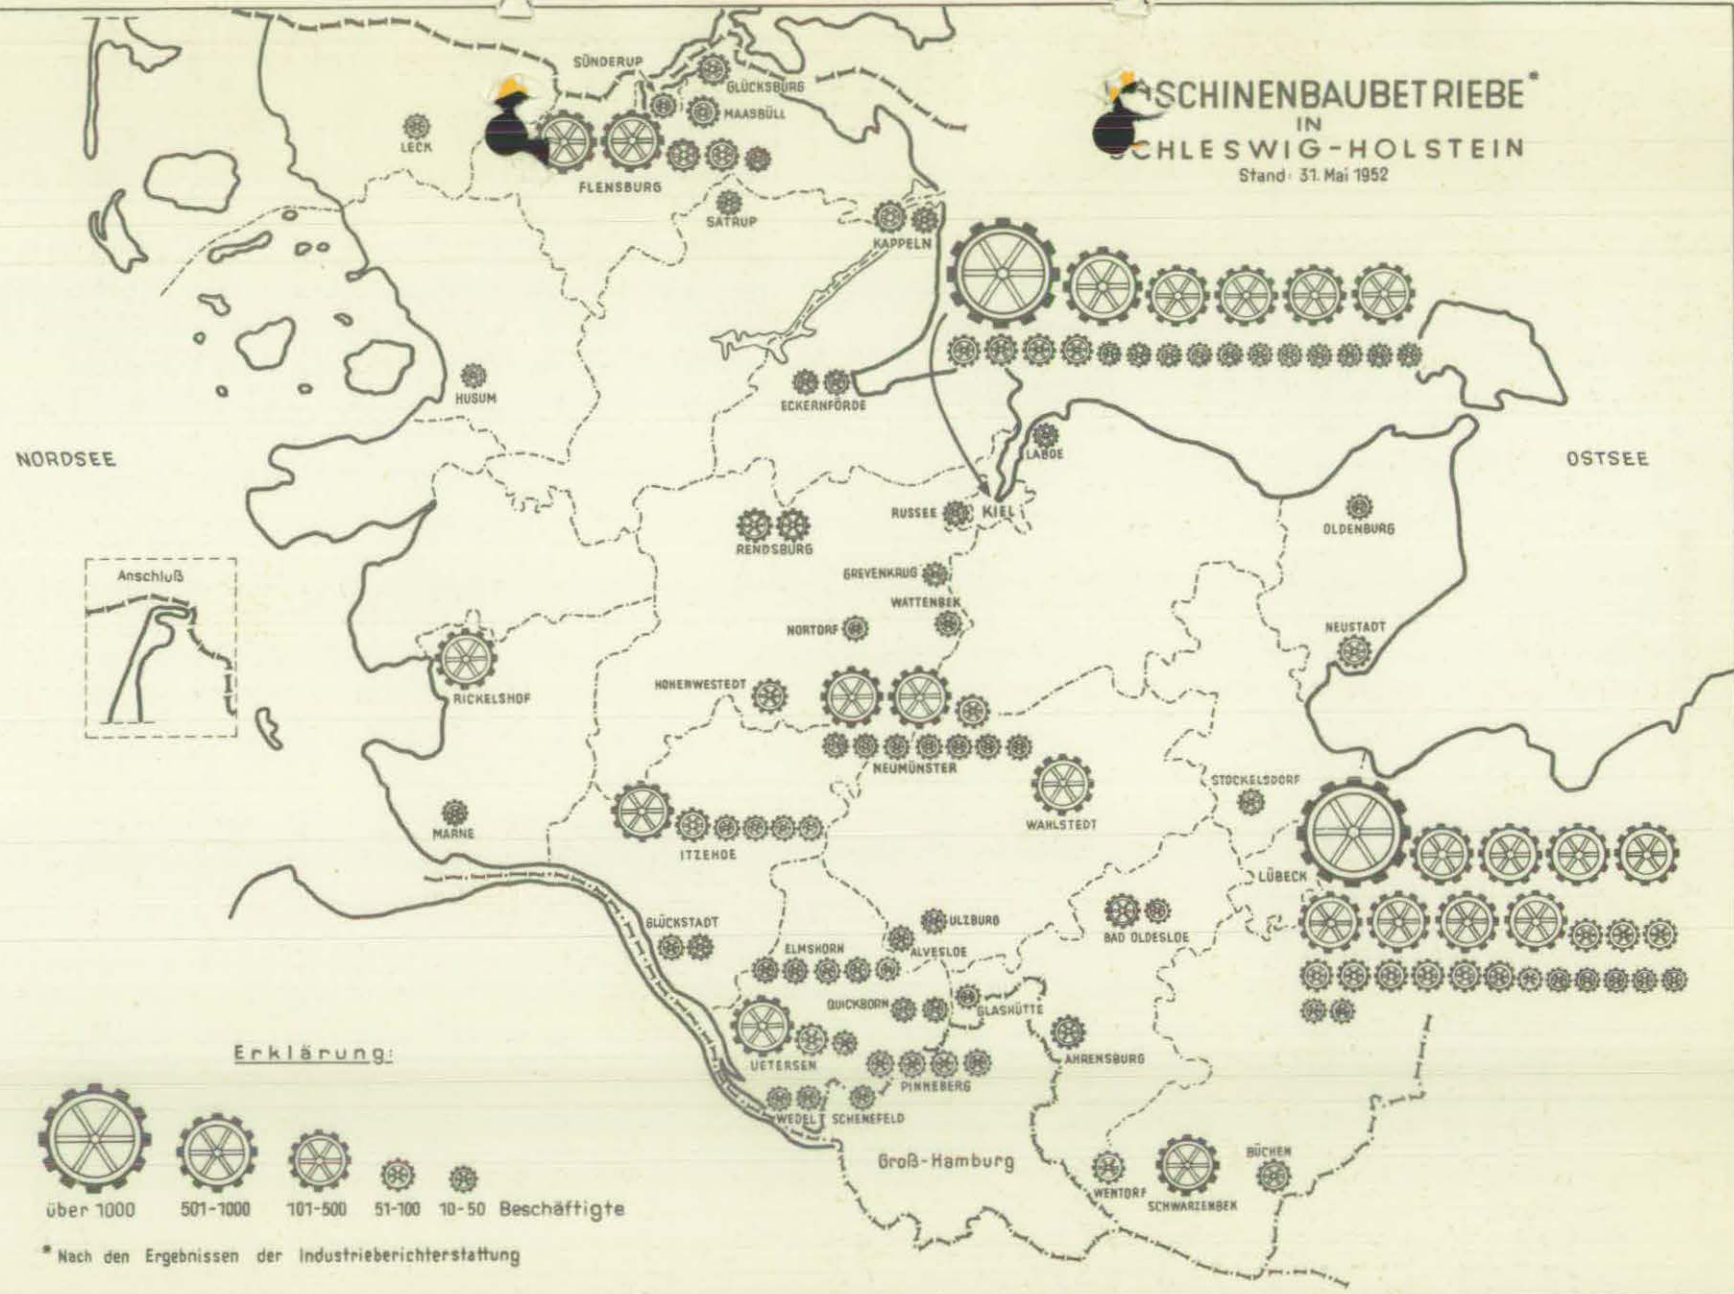 SCHINENBAUBETRIEBE*
IN
SCHLESWIG-HOLSTEIN
Stand: 31. Mai 1952
SÜNDERUP
GLÜCKSBURG
MAASBÜLL
LECK
FLENSBURG
SATRUP
KAPPELN
HUSUM
ECKERNFÖRDE
NORDSEE
OSTSEE
LABOE
RUSSEE
KIEL
OLDENBURG
RENDSBURG
Anschluß
GREVENKRUG
WATTENBEK
NORTORF
NEUSTADT
RICKELSHOF
HOHENWESTEDT
NEUMÜNSTER
STOCKELSDORF
WAHLSTEDT
MARNE
ITZEHOE
LÜBECK
GLÜCKSTADT
ULZBURG
ALVESLOE
BAD OLDESLOE
ELMSHORN
QUICKBORN
GLASHÜTTE
AHRENSBURG
UETERSEN
PINNEBERG
WEDEL
SCHENEFELD
Groß-Hamburg
WENTORF
SCHWARZENBEK
BÜCHEN
Erklärung:
über 1000
501-1000
101-500
51-100
10-50 Beschäftigte
* Nach den Ergebnissen der Industrieberichterstattung